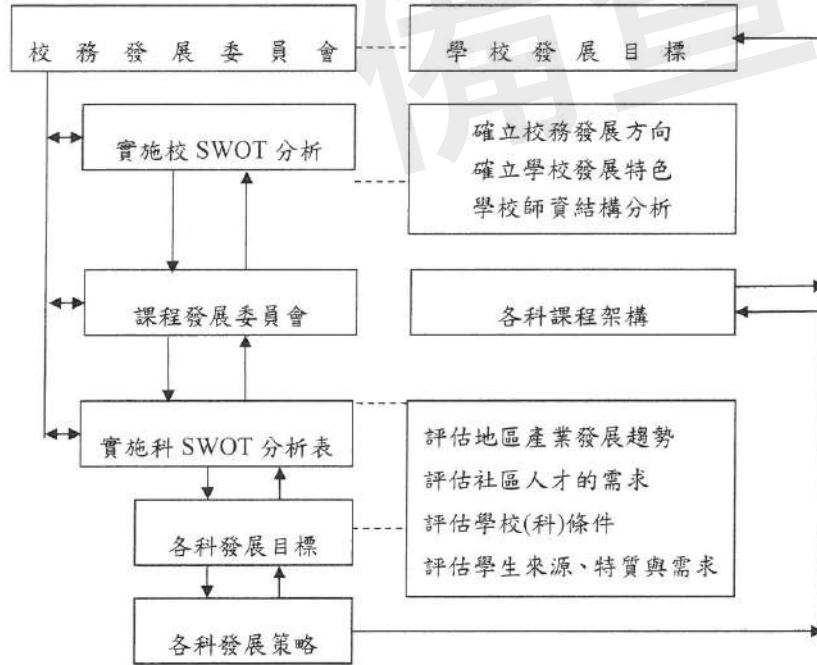 校務發展委員會
學校發展目標
實施校 SWOT 分析
確立校務發展方向
確立學校發展特色
學校師資結構分析
課程發展委員會
各科課程架構
實施科 SWOT 分析表
評估地區產業發展趨勢
評估社區人才的需求
評估學校(科)條件
評估學生來源、特質與需求
各科發展目標
各科發展策略